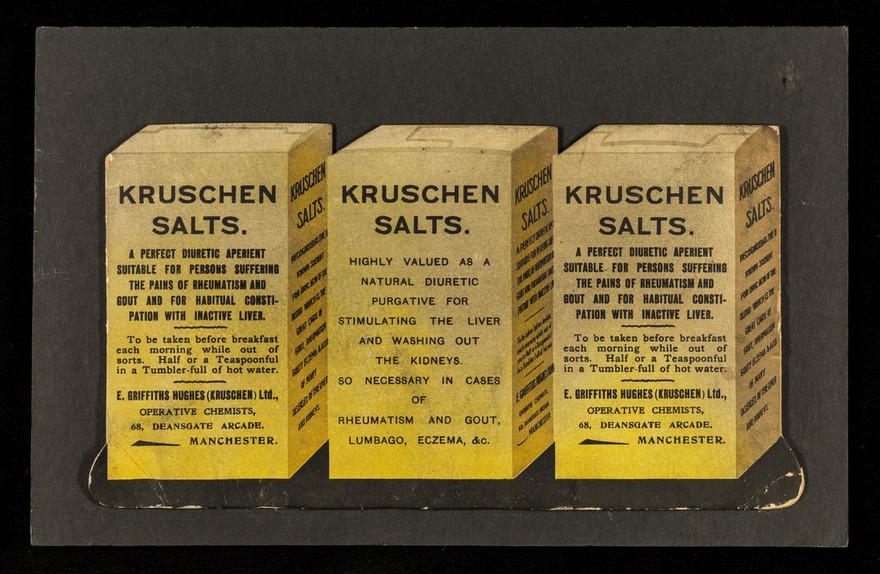 KRUSCHEN
SALTS.
A PERFECT DIURETIC APERIENT
SUITABLE FOR PERSONS SUFFERING
THE PAINS OF RHEUMATISM AND
GOUT AND FOR HABITUAL CONSTI-
PATION WITH INACTIVE LIVER.
To be taken before breakfast
each morning while out of
sorts. Half or a Teaspoonful
in a Tumbler-full of hot water.
E. GRIFFITHS HUGHES (KRUSCHEN) Ltd.,
OPERATIVE CHEMISTS,
68, DEANSGATE ARCADE,
MANCHESTER.
KRUSCHEN
SALTS.
KRUSCHEN
SALTS.
HIGHLY VALUED AS A
NATURAL DIURETIC
PURGATIVE FOR
STIMULATING THE LIVER
AND WASHING OUT
THE KIDNEYS.
SO NECESSARY IN CASES
OF
RHEUMATISM AND GOUT,
LUMBAGO, ECZEMA, &c.
KRUSCHEN
SALTS.
KRUSCHEN
SALTS.
A PERFECT DIURETIC APERIENT
SUITABLE FOR PERSONS SUFFERING
THE PAINS OF RHEUMATISM AND
GOUT AND FOR HABITUAL CONSTI-
PATION WITH INACTIVE LIVER.
To be taken before breakfast
each morning while out of
sorts. Half or a Teaspoonful
in a Tumbler-full of hot water.
E. GRIFFITHS HUGHES (KRUSCHEN) Ltd.,
OPERATIVE CHEMISTS,
68, DEANSGATE ARCADE,
MANCHESTER.
KRUSCHEN
SALTS.